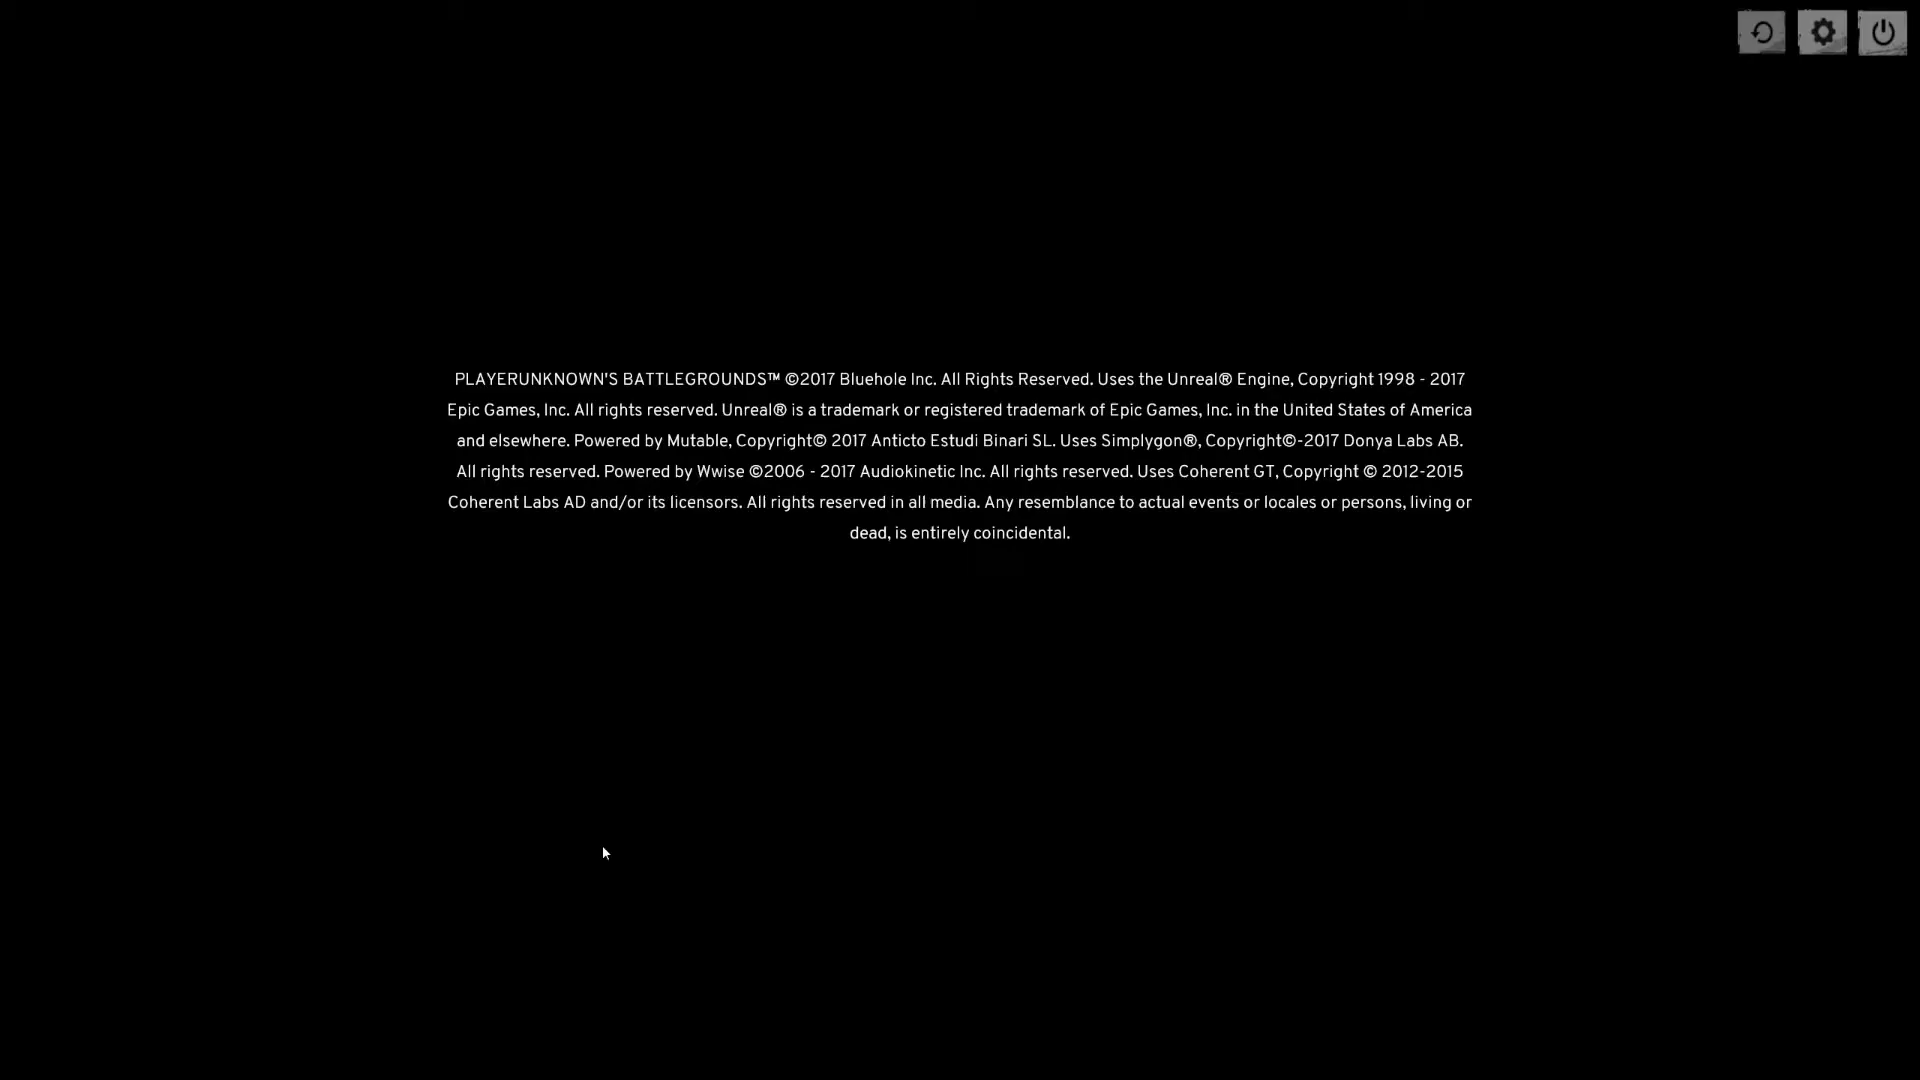 PLAYERUNKNOWN'S BATTLEGROUNDS™ ©2017 Bluehole Inc. All Rights Reserved. Uses the Unreal® Engine, Copyright 1998 - 2017
Epic Games, Inc. All rights reserved. Unreal® is a trademark or registered trademark of Epic Games, Inc. in the United States of America
and elsewhere. Powered by Mutable, Copyright© 2017 Anticto Estudi Binari SL. Uses Simplygon®, Copyright©-2017 Donya Labs AB.
All rights reserved. Powered by Wwise ©2006 - 2017 Audiokinetic Inc. All rights reserved. Uses Coherent GT, Copyright © 2012-2015
Coherent Labs AD and/or its licensors. All rights reserved in all media. Any resemblance to actual events or locales or persons, living or
dead, is entirely coincidental.